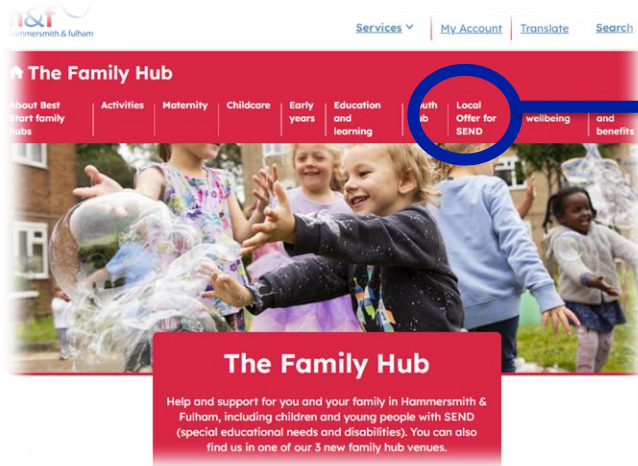 h&f
hammersmith & fulham
Services
My Account
Translate
Search
The Family Hub
About Best
Start family
hubs
Activities
Maternity
Childcare
Early
years
Education
and
learning
Local
Offer for
SEND
wellbeing
and
benefits
The Family Hub
Help and support for you and your family in Hammersmith &
Fulham, including children and young people with SEND
(special educational needs and disabilities). You can also
find us in one of our 3 new family hub venues.